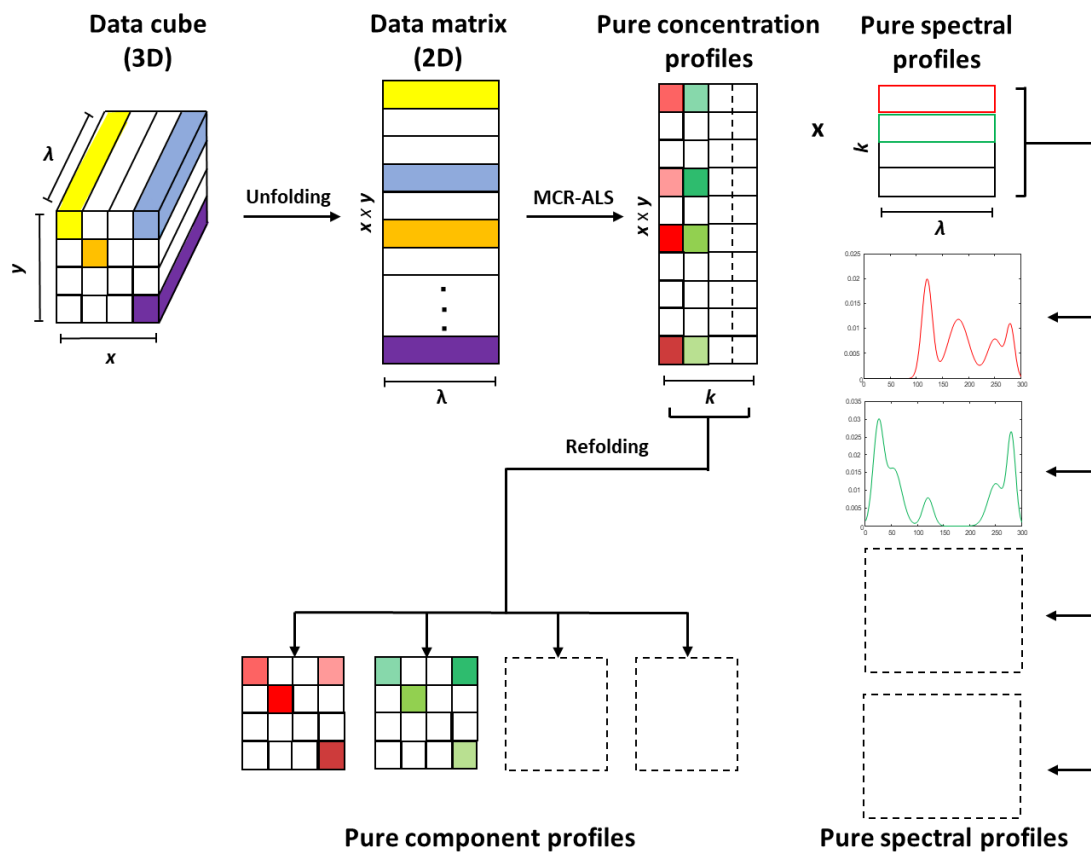 Data cube
(3D)
Data matrix
(2D)
Pure concentration
profiles
Pure spectral
profiles
λ
y
x
Unfolding
x x y
λ
MCR-ALS
x x y
k
x
k
λ
0.025
0.02
0.015
0.01
0.005
0
0 50 100 150 200 250 300
0.035
0.03
0.025
0.02
0.015
0.01
0.005
0
0 50 100 150 200 250 300
Refolding
Pure component profiles
Pure spectral profiles